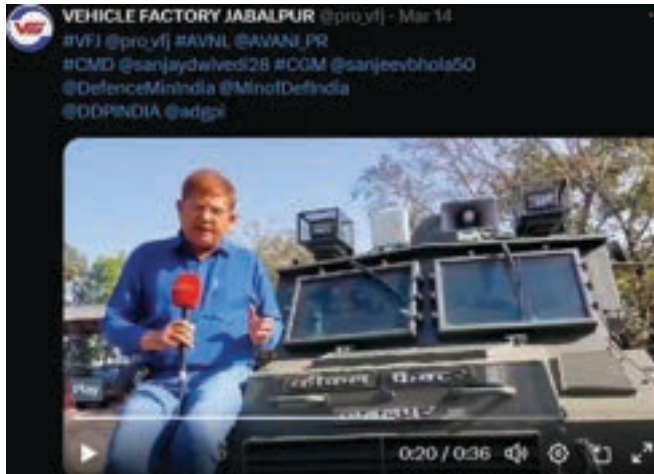 VEHICLE FACTORY JABALPUR @pro_vfj · Mar 14
#VFJ @pro_vfj #AVNL @AVANI_PR
#CMD @sanjaydwivedi28 #CGM @sanjeevbhola50
@DefenceMinIndia @MinofDefIndia
@DDPINDIA @adgpi
Play
0:20 / 0:36